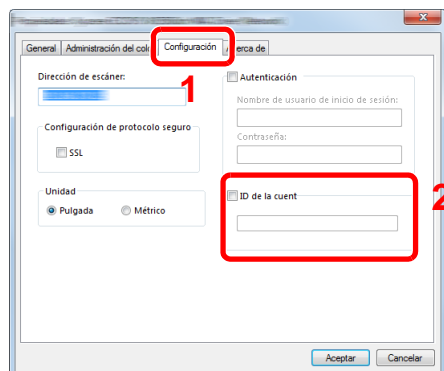 General Administración del col Configuración erca de
Dirección de escáner:
1
Autenticación
Nombre de usuario de inicio de sesión:
Contraseña:
Configuración de protocolo seguro
SSL
Unidad
Pulgada Métrico
ID de la cuent
2
Aceptar Cancelar